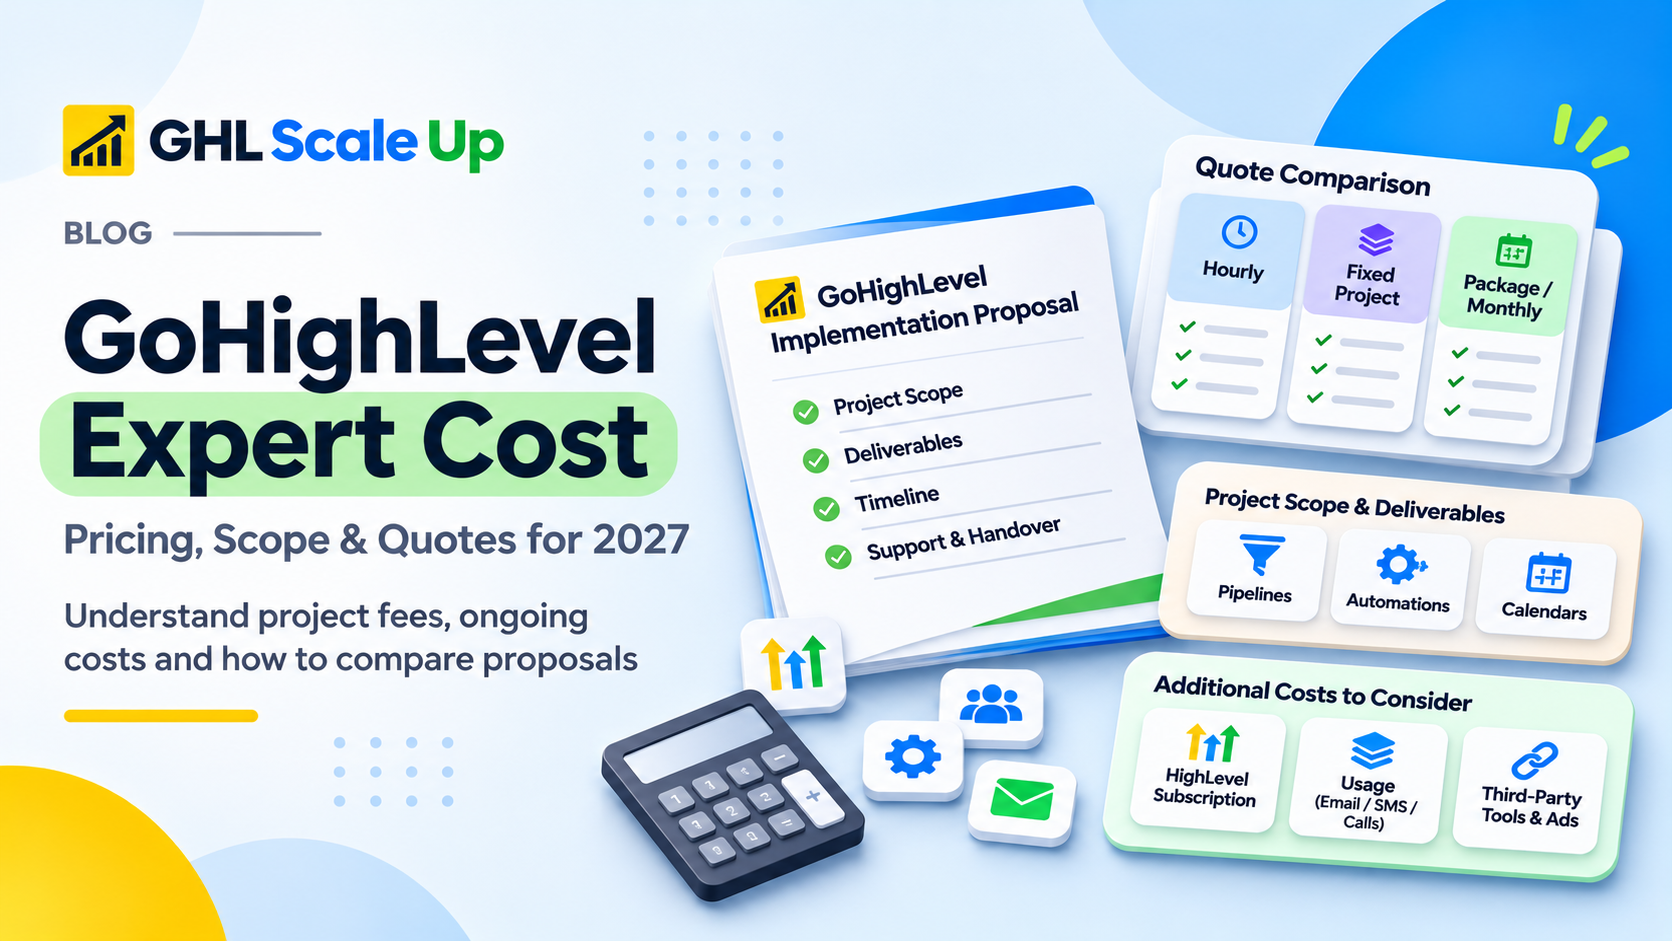 GHL Scale Up
BLOG
GoHighLevel
Expert Cost
Pricing, Scope & Quotes for 2027
Understand project fees, ongoing
costs and how to compare proposals
GoHighLevel
Implementation Proposal
Project Scope
Deliverables
Timeline
Support & Handover
Quote Comparison
Hourly
Fixed
Project
Package /
Monthly
Project Scope & Deliverables
Pipelines
Automations
Calendars
Additional Costs to Consider
HighLevel
Subscription
Usage
(Email / SMS /
Calls)
Third-Party
Tools & Ads